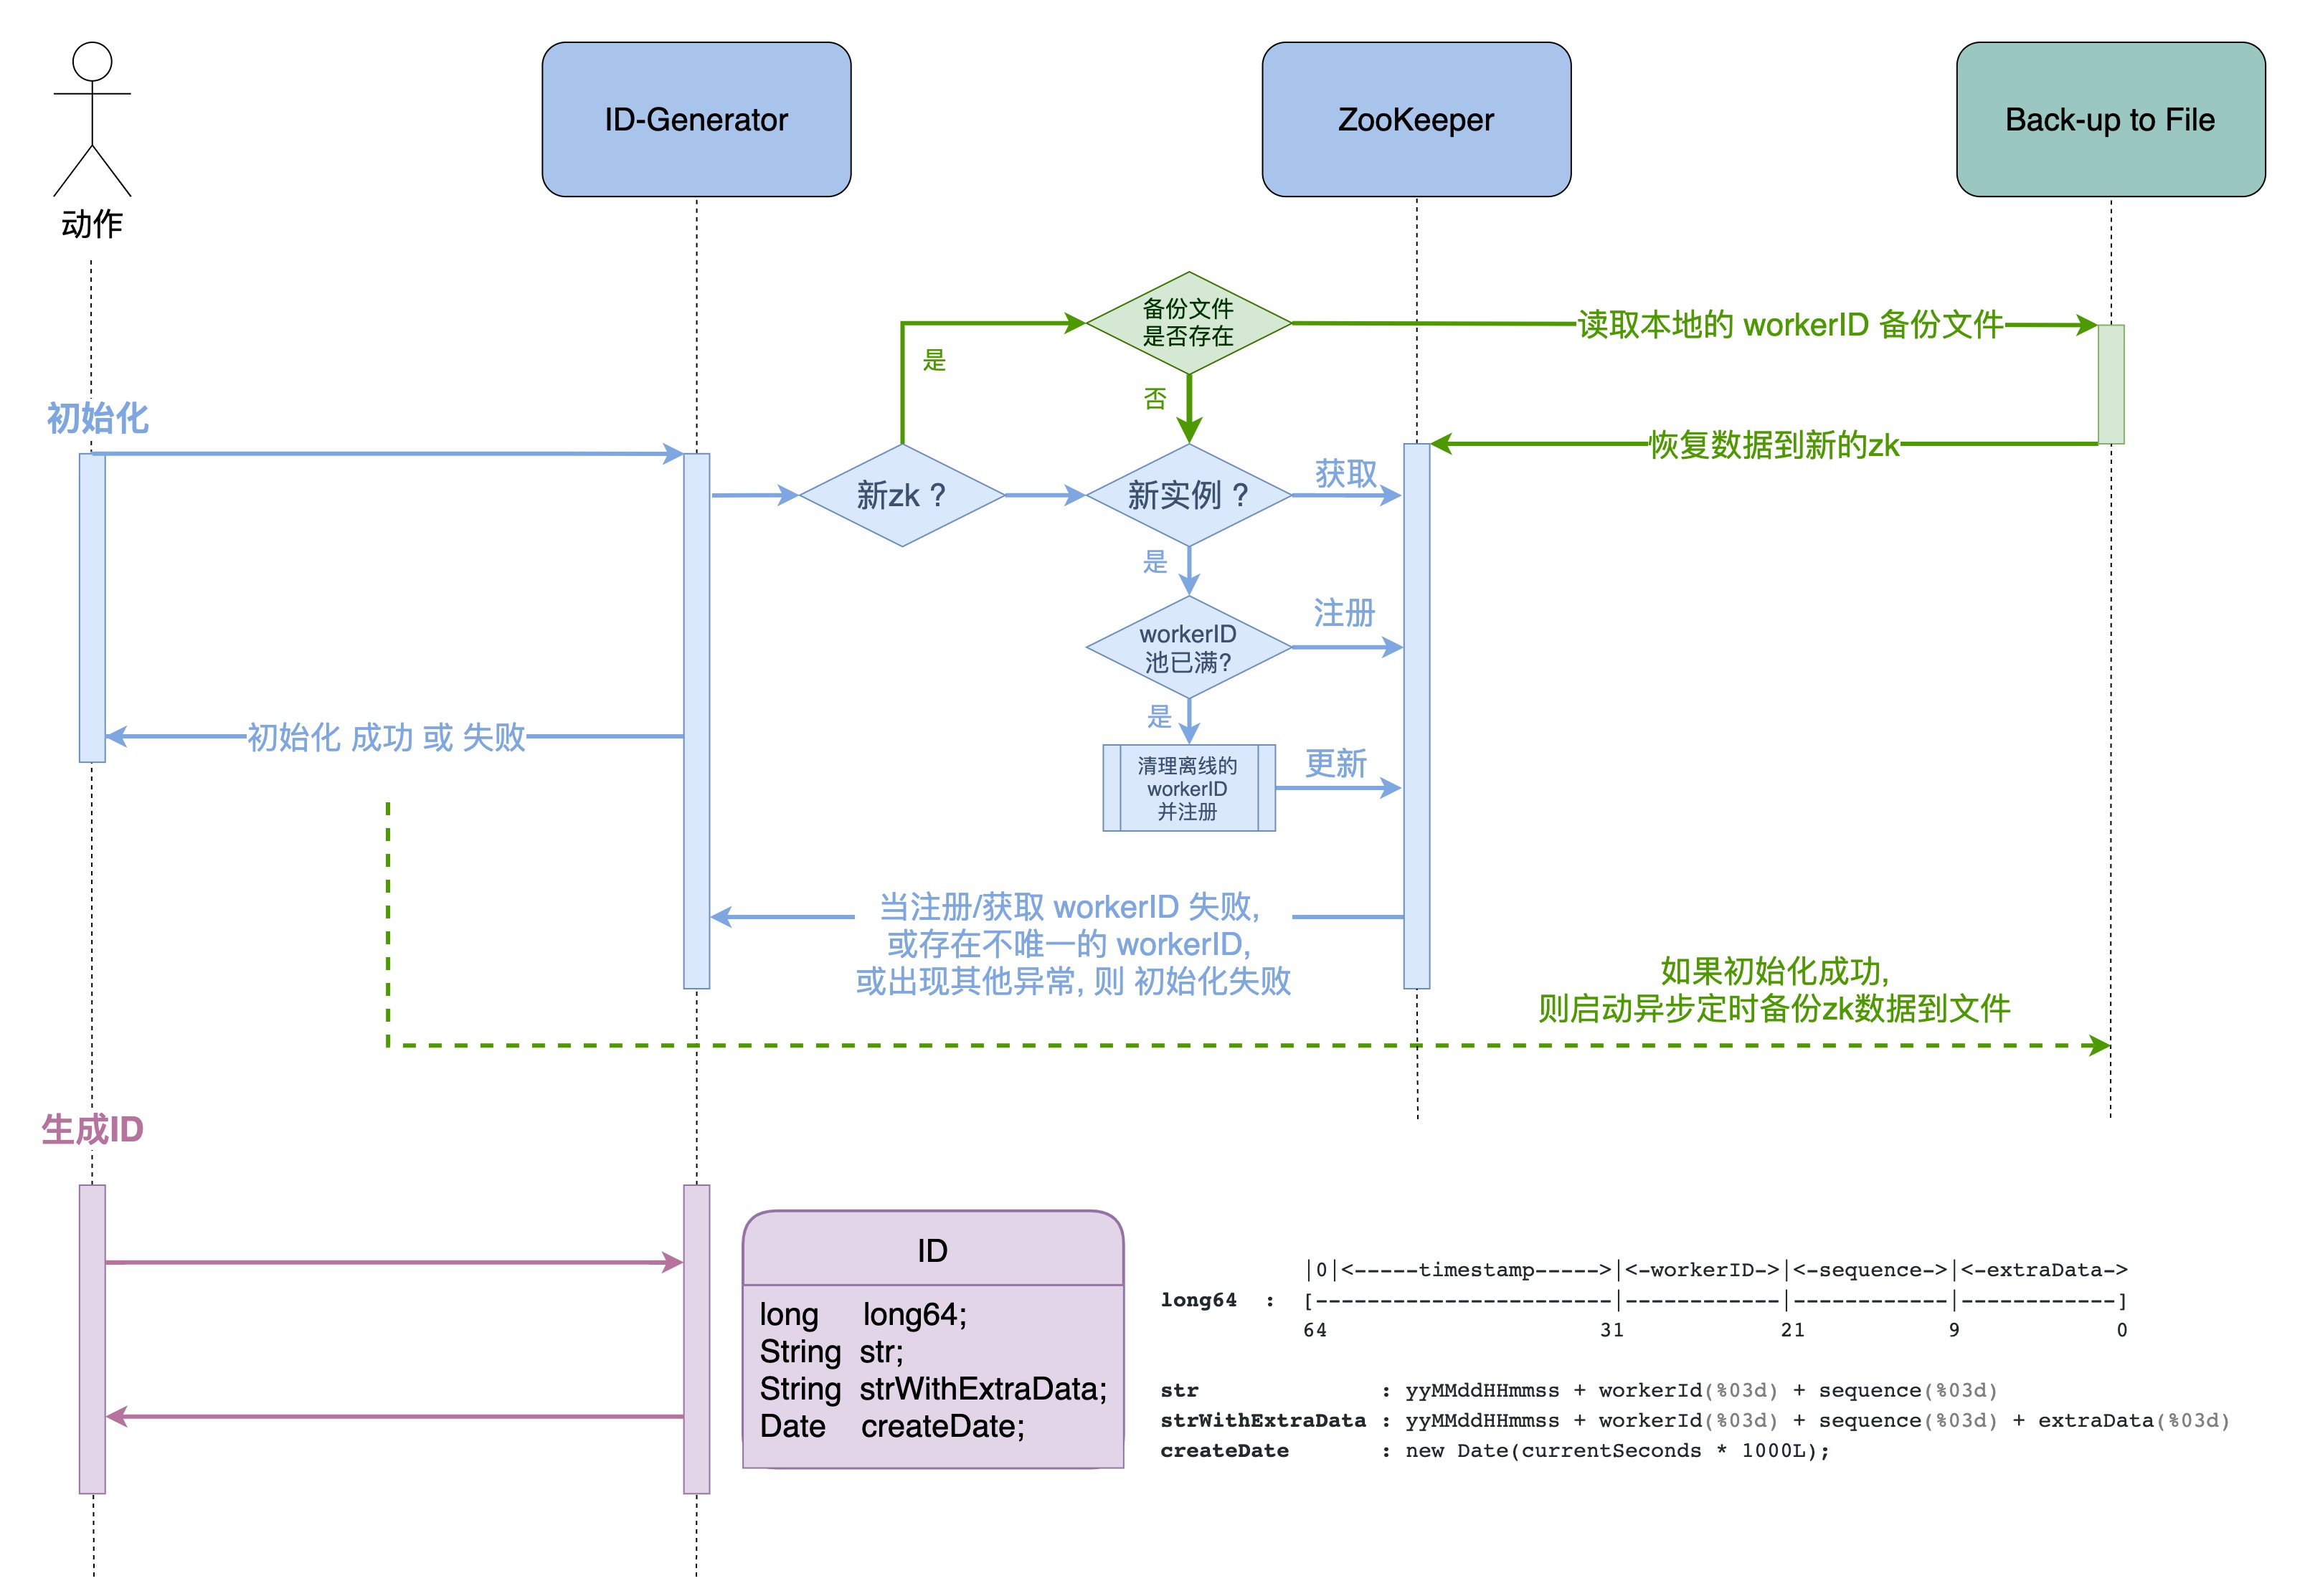 ID-Generator
ZooKeeper
Back-up to File
动作
备份文件
是否存在
读取本地的 workerID 备份文件
是
否
初始化
恢复数据到新的zk
新zk ?
新实例 ?
获取
是
workerID
池已满?
注册
是
初始化 成功 或 失败
清理离线的
workerID
并注册
更新
当注册/获取 workerID 失败,
或存在不唯一的 workerID,
或出现其他异常, 则 初始化失败
如果初始化成功,
则启动异步定时备份zk数据到文件
生成ID
ID
long long64;
String str;
String strWithExtraData;
Date createDate;
|0|<-----timestamp----->|<-workerID->|<-sequence->|<-extraData->
long64 : [-----------------------|------------|------------|------------]
64 31 21 9 0
str : yyMMddHHmmss + workerId(%03d) + sequence(%03d)
strWithExtraData : yyMMddHHmmss + workerId(%03d) + sequence(%03d) + extraData(%03d)
createDate : new Date(currentSeconds * 1000L);